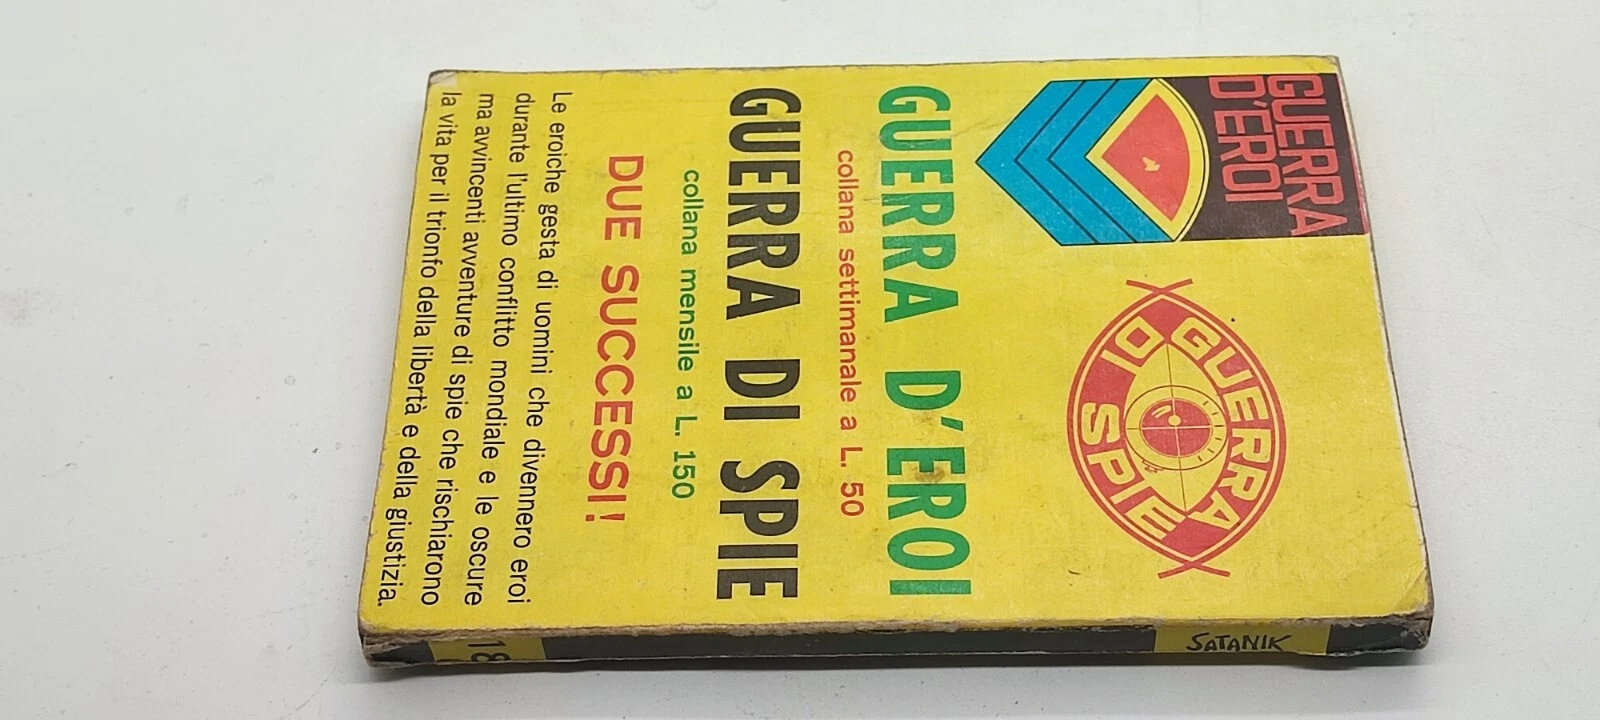 GUERRA
D'EROI
GUERRA
DI SPIE
GUERRA D'EROI
collana settimanale a L. 50
GUERRA DI SPIE
collana mensile a L. 150
DUE SUCCESSI!
Le eroiche gesta di uomini che divennero eroi
durante l'ultimo conflitto mondiale e le oscure
ma avvincenti avventure di spie che rischiarono
la vita per il trionfo della libertà e della giustizia.
SATANIK